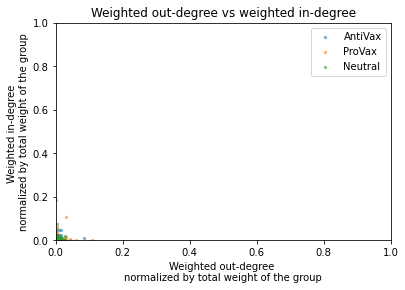 Weighted out-degree vs weighted in-degree
AntiVax
ProVax
Neutral
Weighted in-degree
normalized by total weight of the group
1.0
0.8
0.6
0.4
0.2
0.0
0.0 0.2 0.4 0.6 0.8 1.0
Weighted out-degree
normalized by total weight of the group